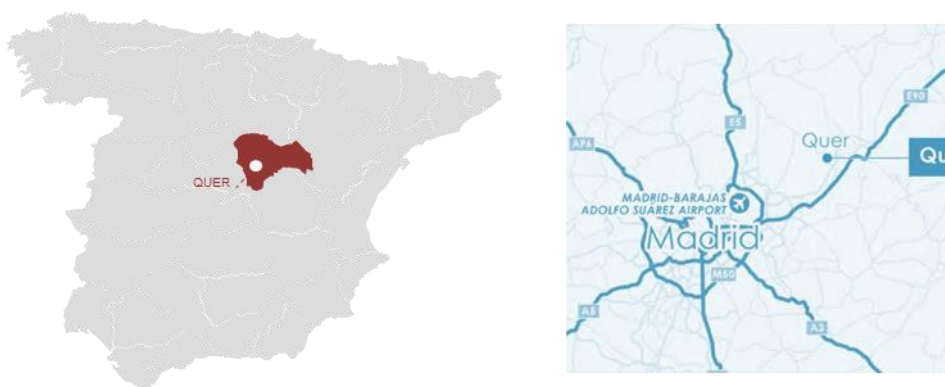 QUER
E90
E5
AP6
Quer
Qu
MADRID-BARAJAS
ADOLFO SUÁREZ AIRPORT
Madrid
M50
A5
A3